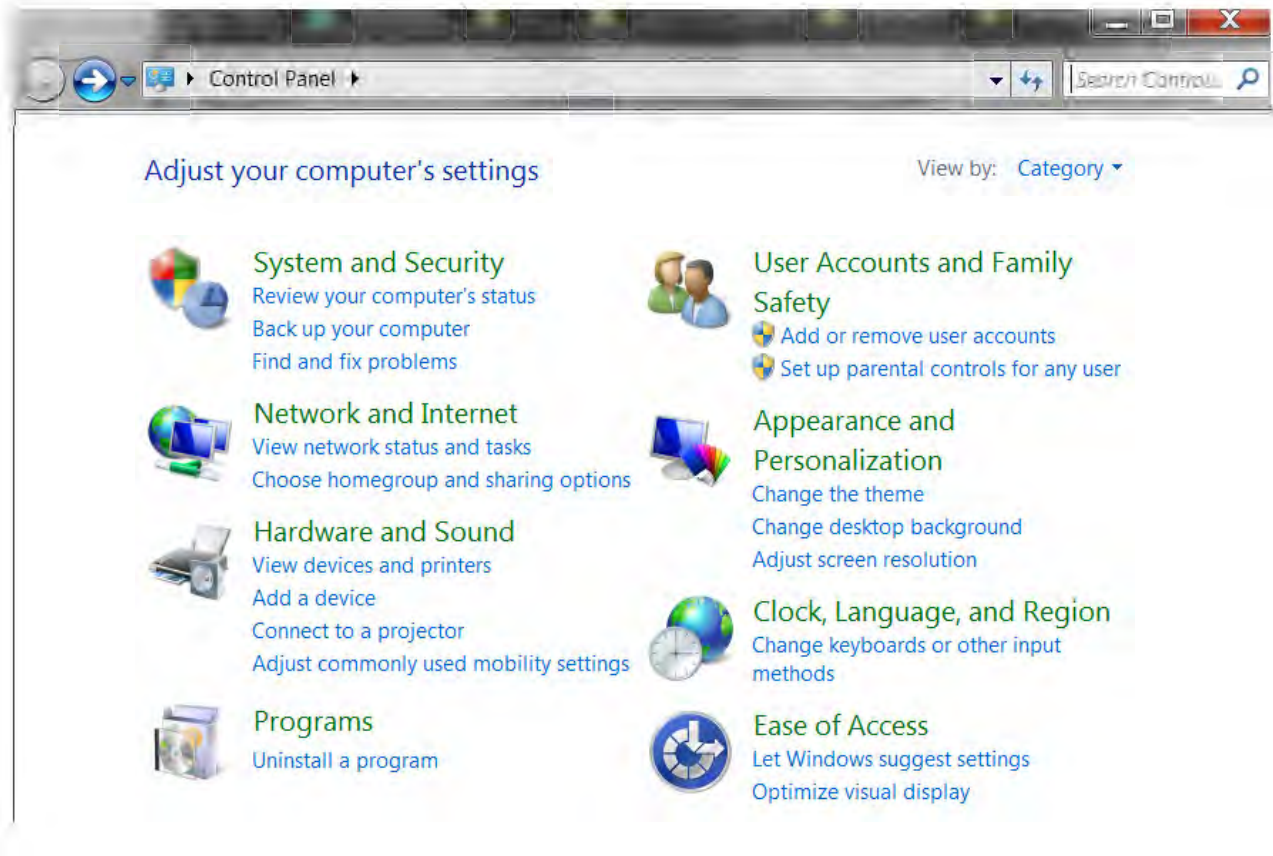 Control Panel
Search Control...
Adjust your computer's settings
View by: Category
System and Security
Review your computer's status
Back up your computer
Find and fix problems
Network and Internet
View network status and tasks
Choose homegroup and sharing options
Hardware and Sound
View devices and printers
Add a device
Connect to a projector
Adjust commonly used mobility settings
Programs
Uninstall a program
User Accounts and Family
Safety
Add or remove user accounts
Set up parental controls for any user
Appearance and
Personalization
Change the theme
Change desktop background
Adjust screen resolution
Clock, Language, and Region
Change keyboards or other input
methods
Ease of Access
Let Windows suggest settings
Optimize visual display